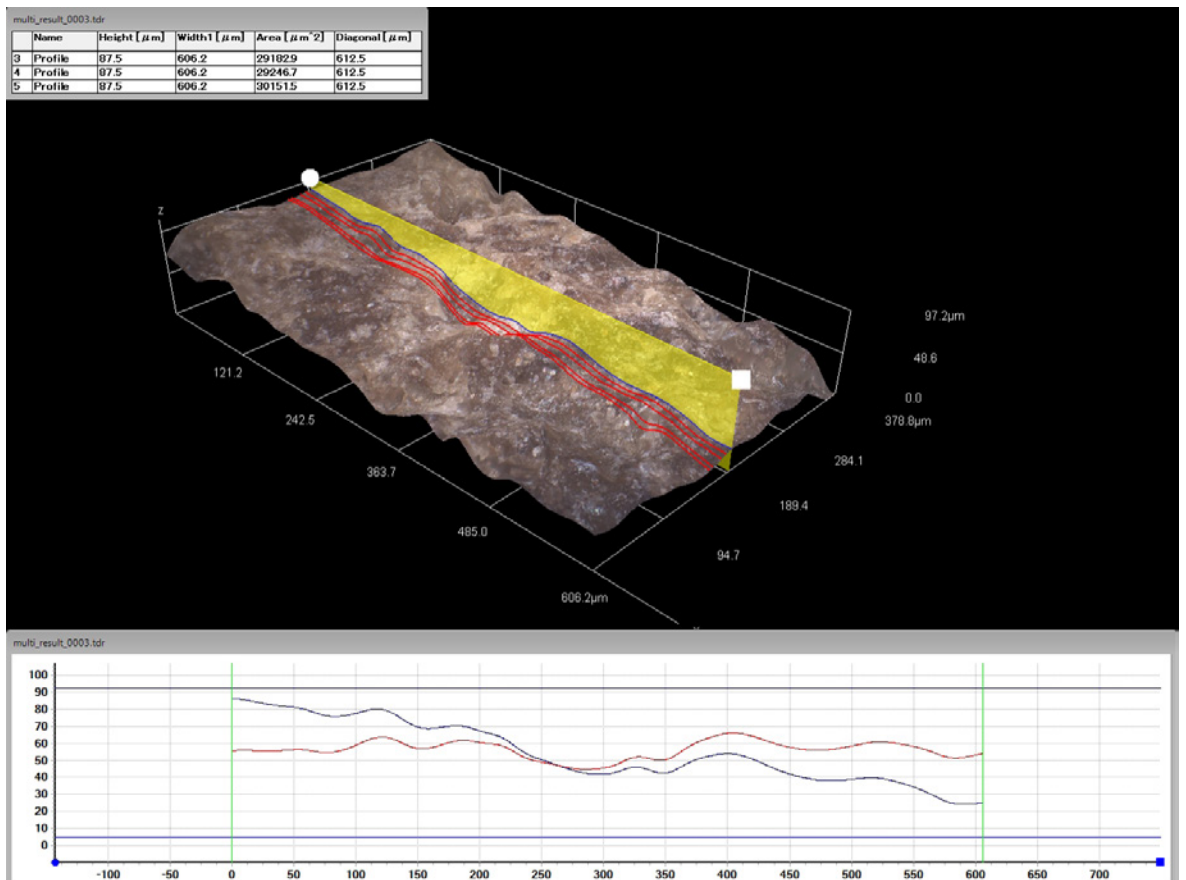 multi_result_0003.tdr
Name Height [μm] Width1 [μm] Area [μm^2] Diagonal [μm]
3 Profile 87.5 606.2 29182.9 612.5
4 Profile 87.5 606.2 29246.7 612.5
5 Profile 87.5 606.2 30151.5 612.5
z
97.2μm
48.6
0.0
121.2
378.8μm
242.5
284.1
363.7
189.4
485.0
94.7
606.2μm
multi_result_0003.tdr
100
90
80
70
60
50
40
30
20
10
0
-100 -50 0 50 100 150 200 250 300 350 400 450 500 550 600 650 700